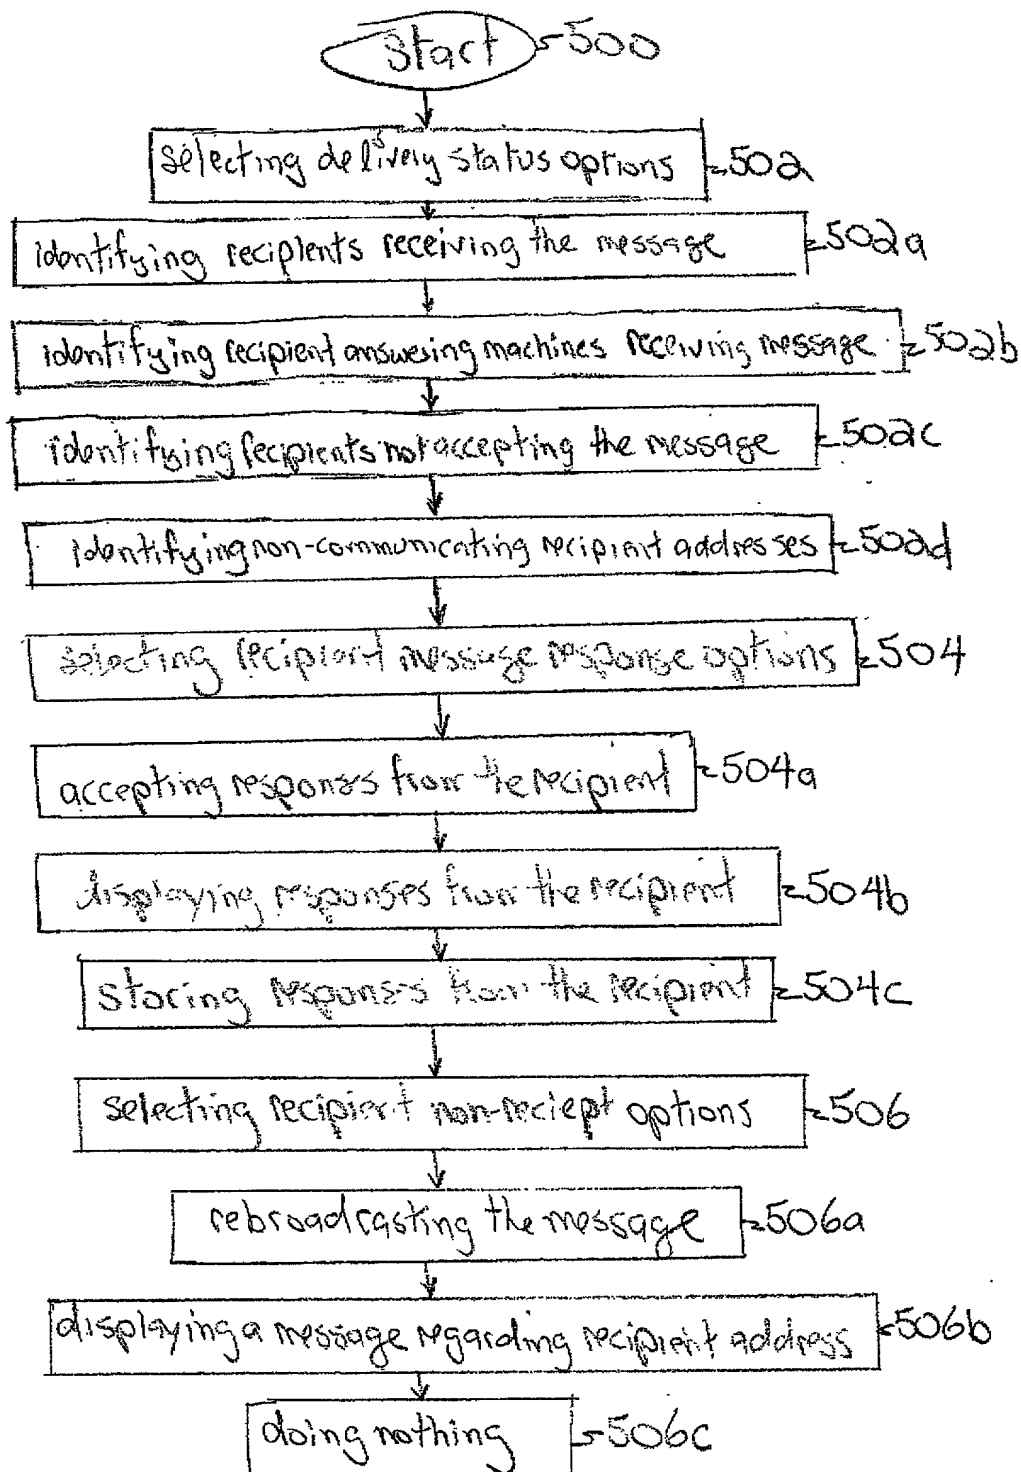 Start 500
selecting delivery status options 502
identifying recipients receiving the message 502a
identifying recipient answesing machines receiving message 502b
identifying recipients not accepting the message 502c
identifying non-communicating recipient addresses 502d
selecting recipient message response options 504
accepting responses from the recipient 504a
displaying responses from the recipient 504b
storing responses from the recipient 504c
selecting recipient non-reciept options 506
rebroadcasting the message 506a
displaying a message regarding recipient address 506b
doing nothing 506c